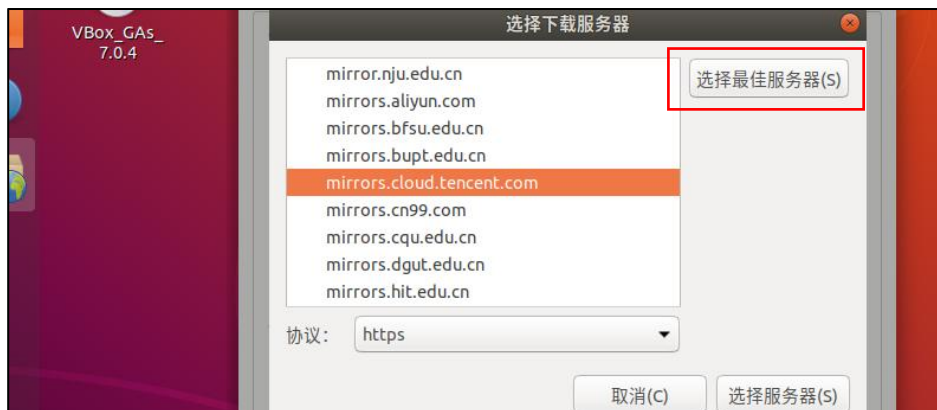 VBox_GAs_
7.0.4
选择下载服务器
mirror.nju.edu.cn
mirrors.aliyun.com
mirrors.bfsu.edu.cn
mirrors.bupt.edu.cn
mirrors.cloud.tencent.com
mirrors.cn99.com
mirrors.cqu.edu.cn
mirrors.dgut.edu.cn
mirrors.hit.edu.cn
选择最佳服务器(S)
协议： https
取消(C) 选择服务器(S)